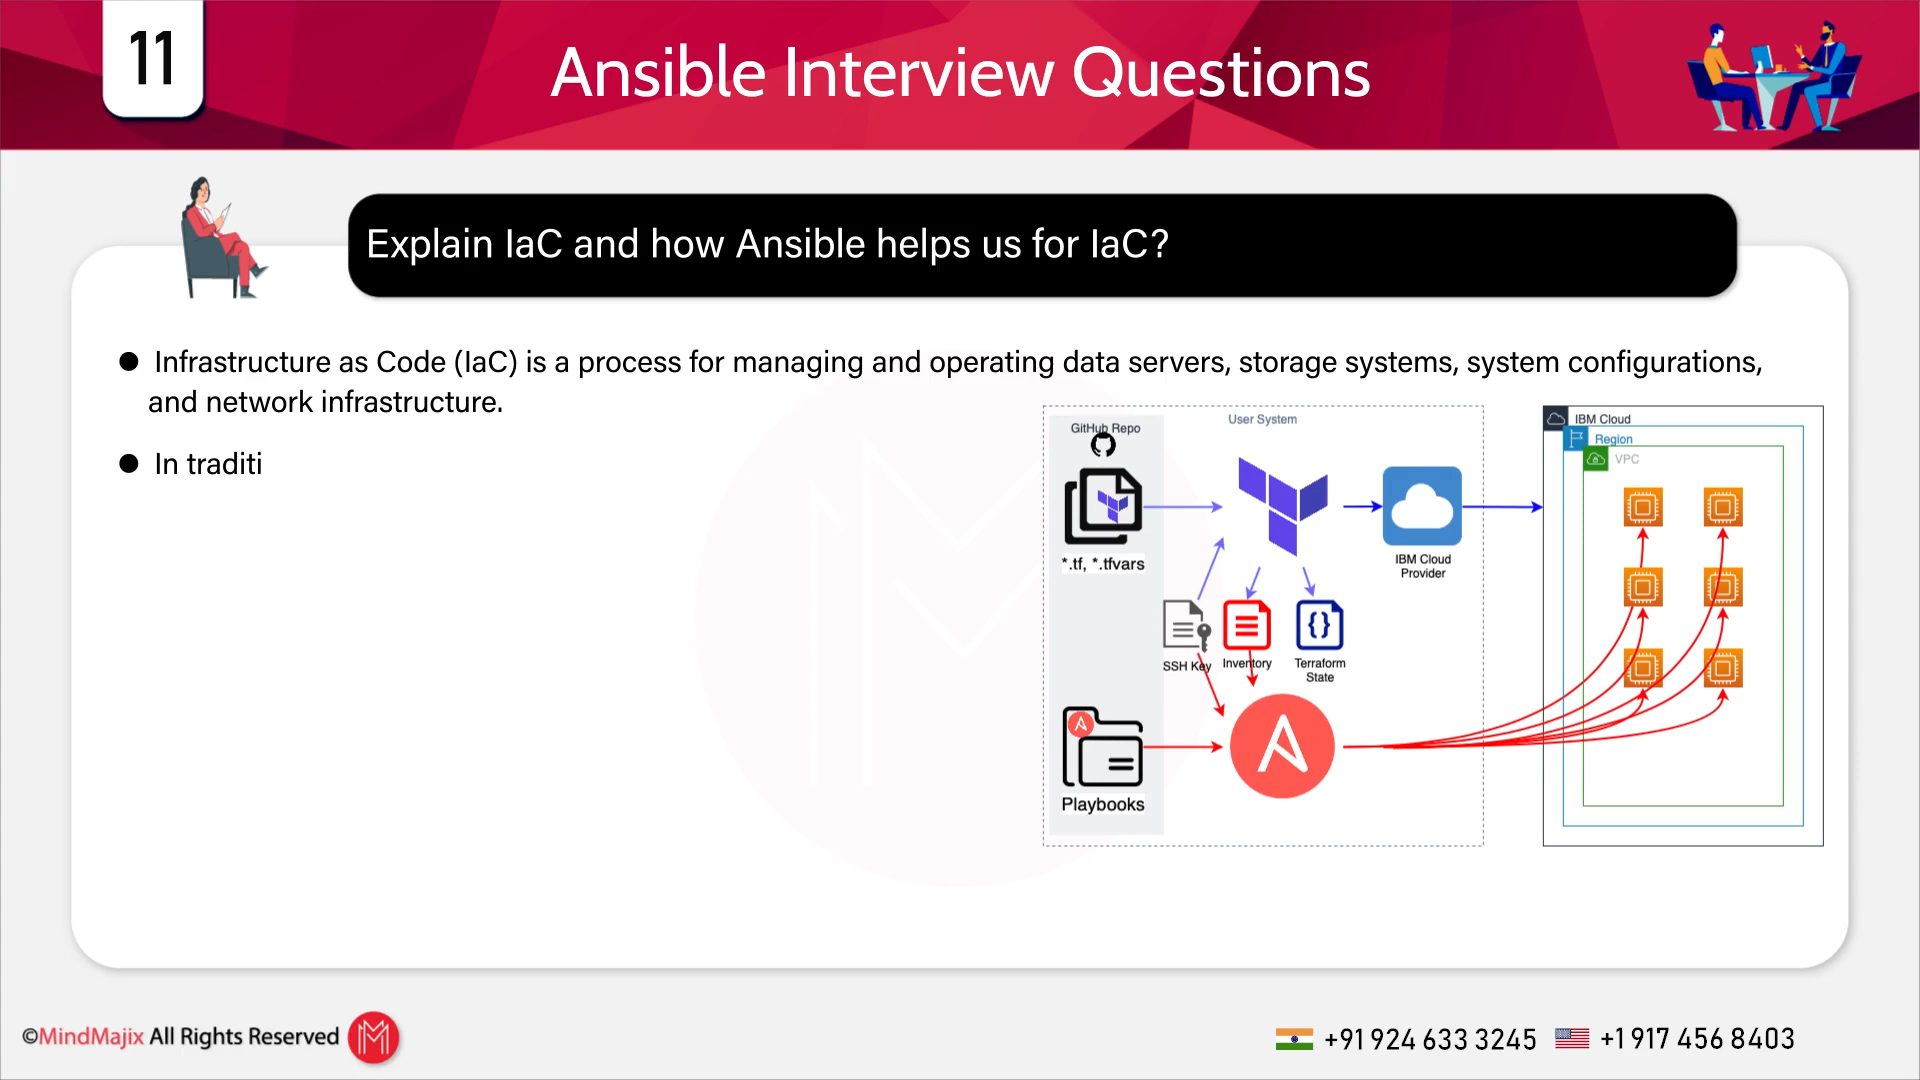 11
Ansible Interview Questions
Explain IaC and how Ansible helps us for IaC?
● Infrastructure as Code (IaC) is a process for managing and operating data servers, storage systems, system configurations,
and network infrastructure.
● In traditi
User System
GitHub Repo
*.tf, *.tfvars
IBM Cloud
Provider
SSH Key
Inventory
Terraform
State
Playbooks
IBM Cloud
Region
VPC
©MindMajix All Rights Reserved
+91 924 633 3245
+1 917 456 8403